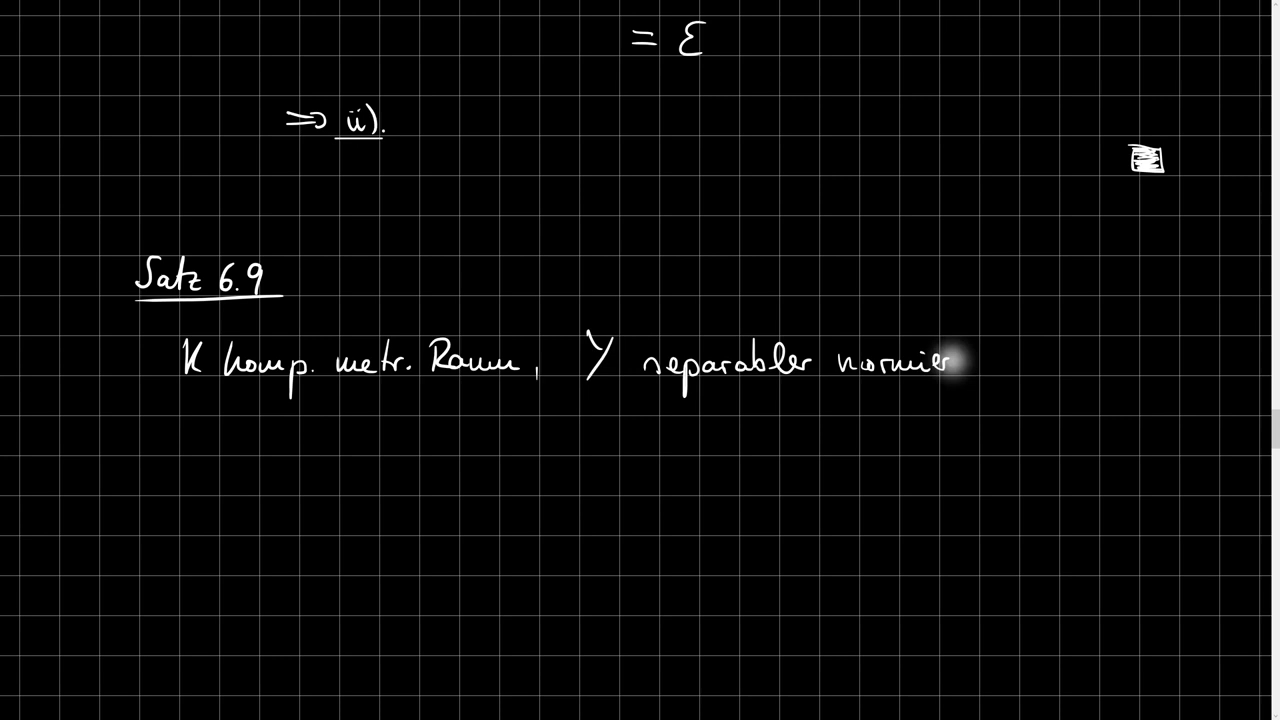 = ε
⇒ ii).
Satz 6.9
K komp. metr. Raum, Y separabler normier